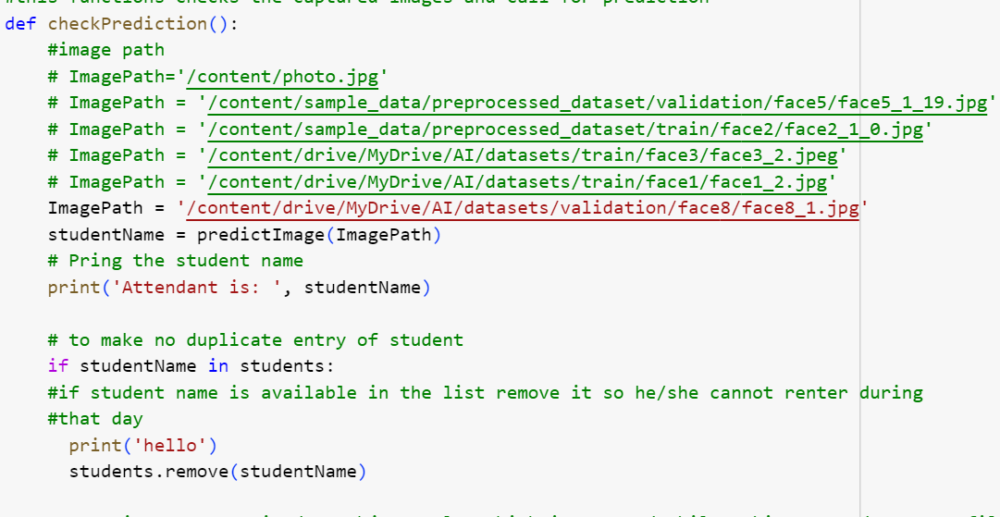 #this functions checks the captured images and call for prediction
def checkPrediction():
    #image path
    # ImagePath='/content/photo.jpg'
    # ImagePath = '/content/sample_data/preprocessed_dataset/validation/face5/face5_1_19.jpg'
    # ImagePath = '/content/sample_data/preprocessed_dataset/train/face2/face2_1_0.jpg'
    # ImagePath = '/content/drive/MyDrive/AI/datasets/train/face3/face3_2.jpeg'
    # ImagePath = '/content/drive/MyDrive/AI/datasets/train/face1/face1_2.jpg'
    ImagePath = '/content/drive/MyDrive/AI/datasets/validation/face8/face8_1.jpg'
    studentName = predictImage(ImagePath)
    # Pring the student name
    print('Attendant is: ', studentName)

    # to make no duplicate entry of student
    if studentName in students:
    #if student name is available in the list remove it so he/she cannot renter during
    #that day
      print('hello')
      students.remove(studentName)